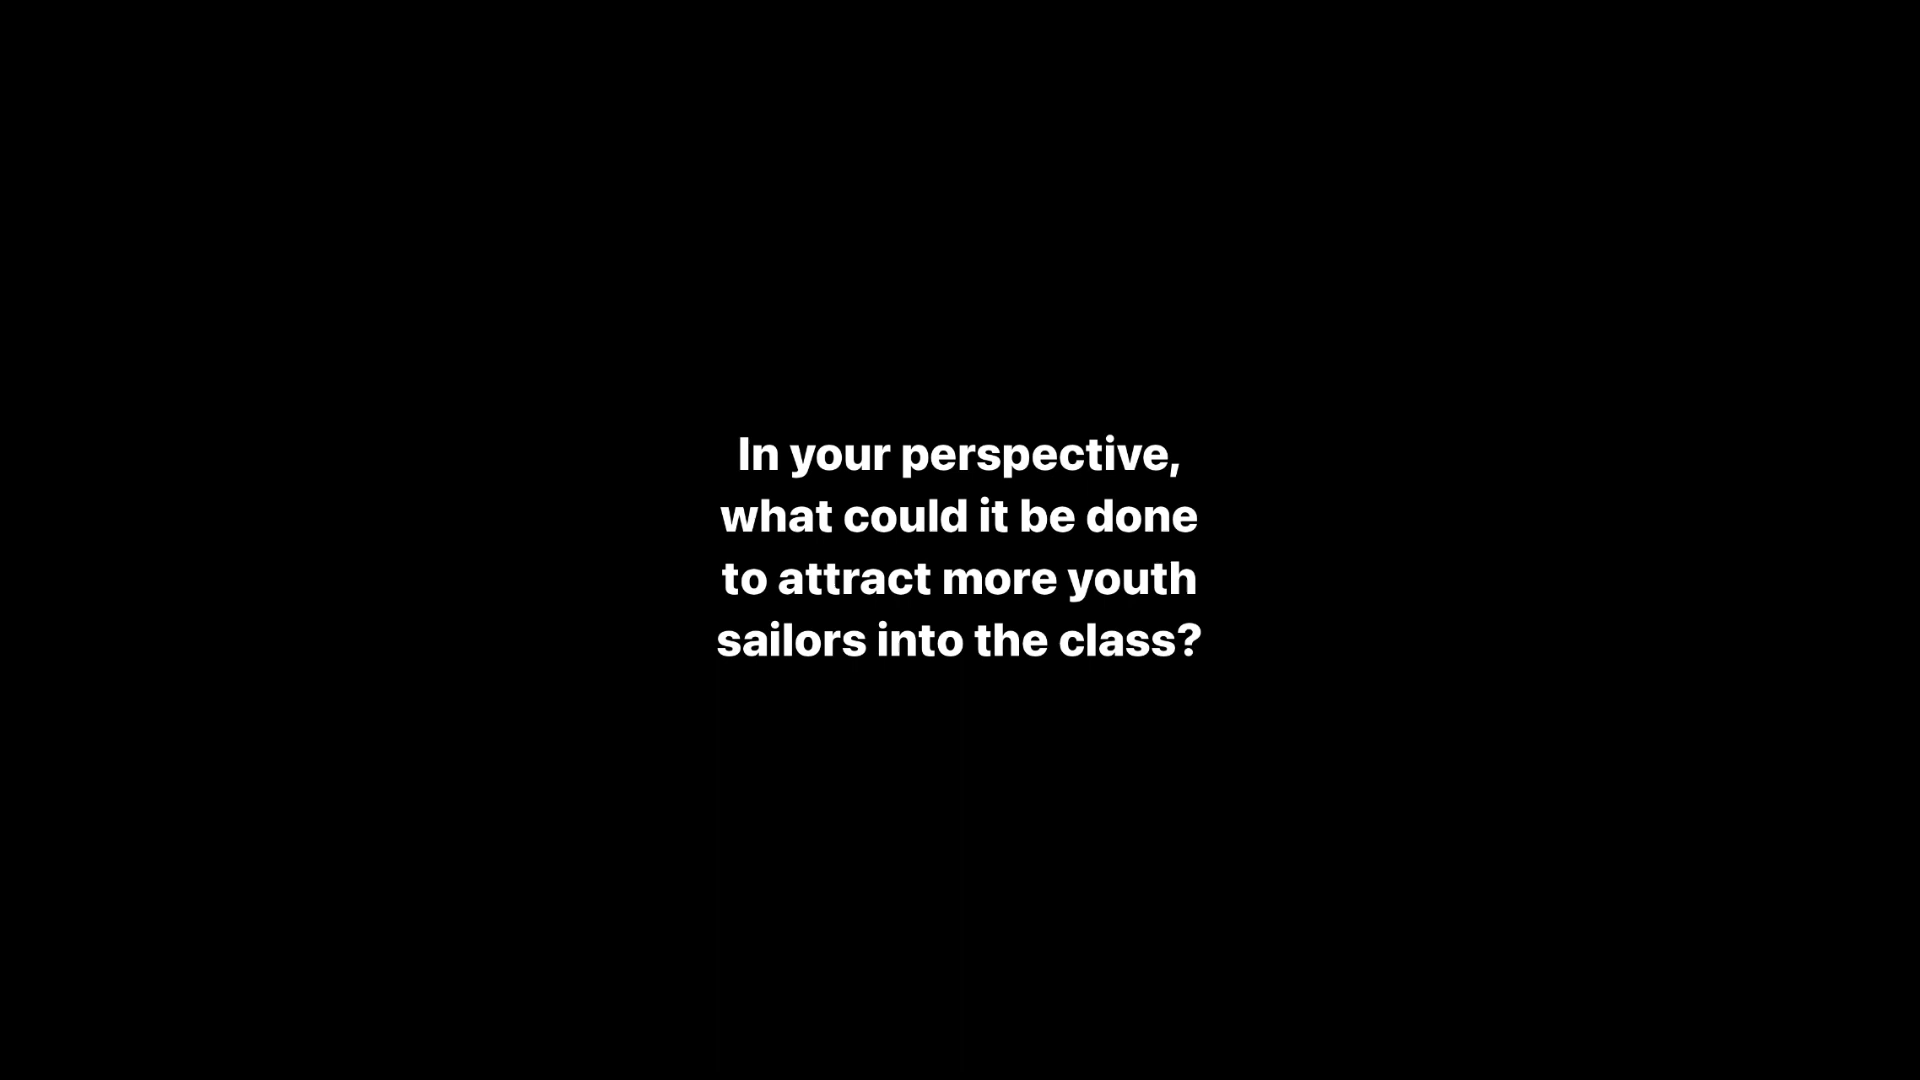 In your perspective,
what could it be done
to attract more youth
sailors into the class?